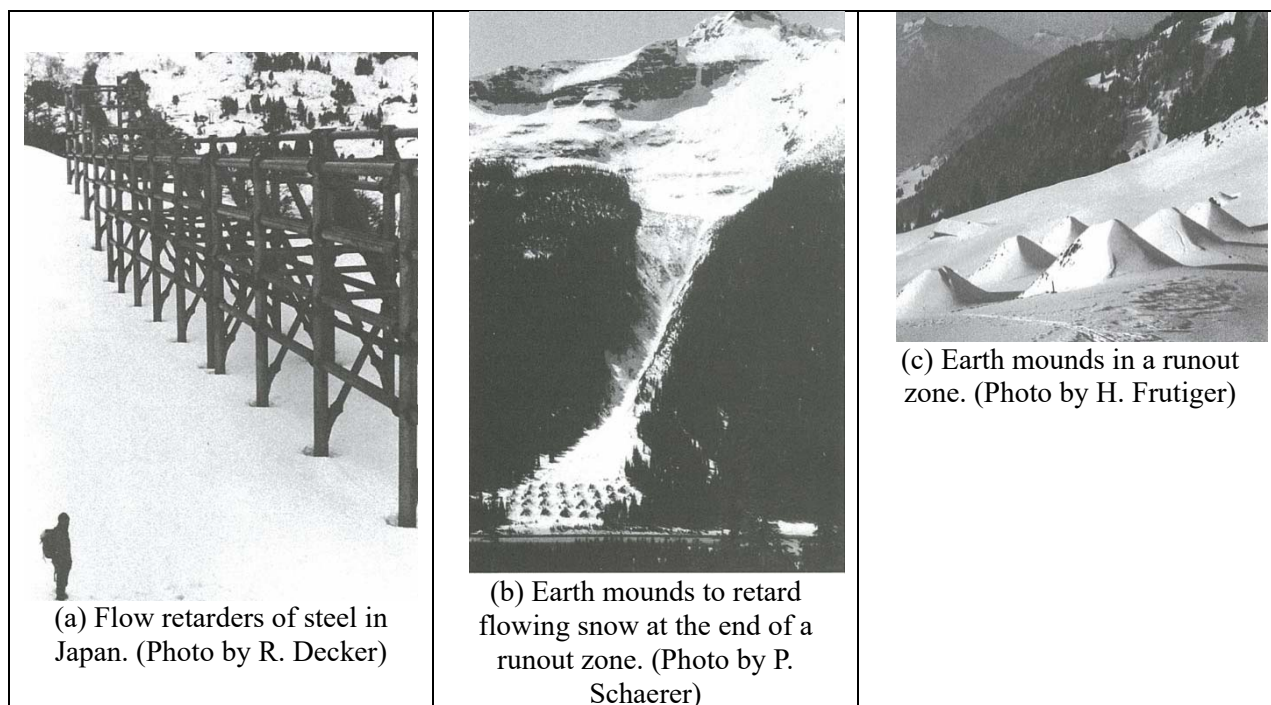 (a) Flow retarders of steel in
Japan. (Photo by R. Decker)
(b) Earth mounds to retard
flowing snow at the end of a
runout zone. (Photo by P.
Schaerer)
(c) Earth mounds in a runout
zone. (Photo by H. Frutiger)